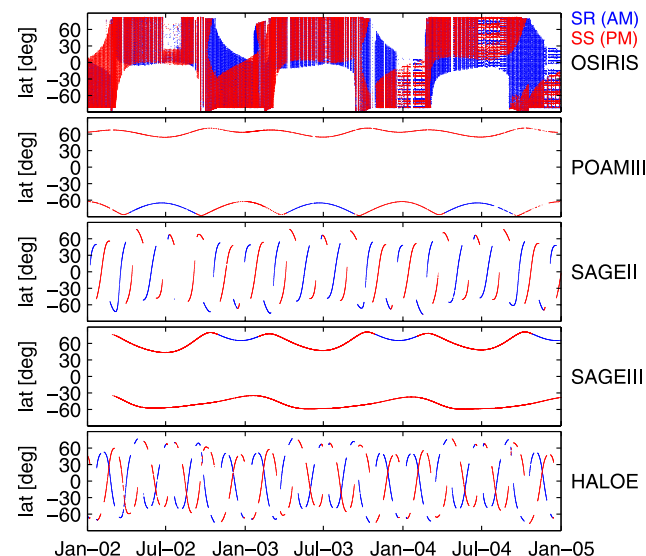 SR (AM)
SS (PM)
lat [deg]
60
30
0
−30
−60
OSIRIS
lat [deg]
60
30
0
−30
−60
POAMIII
lat [deg]
60
30
0
−30
−60
SAGEII
lat [deg]
60
30
0
−30
−60
SAGEIII
lat [deg]
60
30
0
−30
−60
HALOE
Jan−02 Jul−02 Jan−03 Jul−03 Jan−04 Jul−04 Jan−05